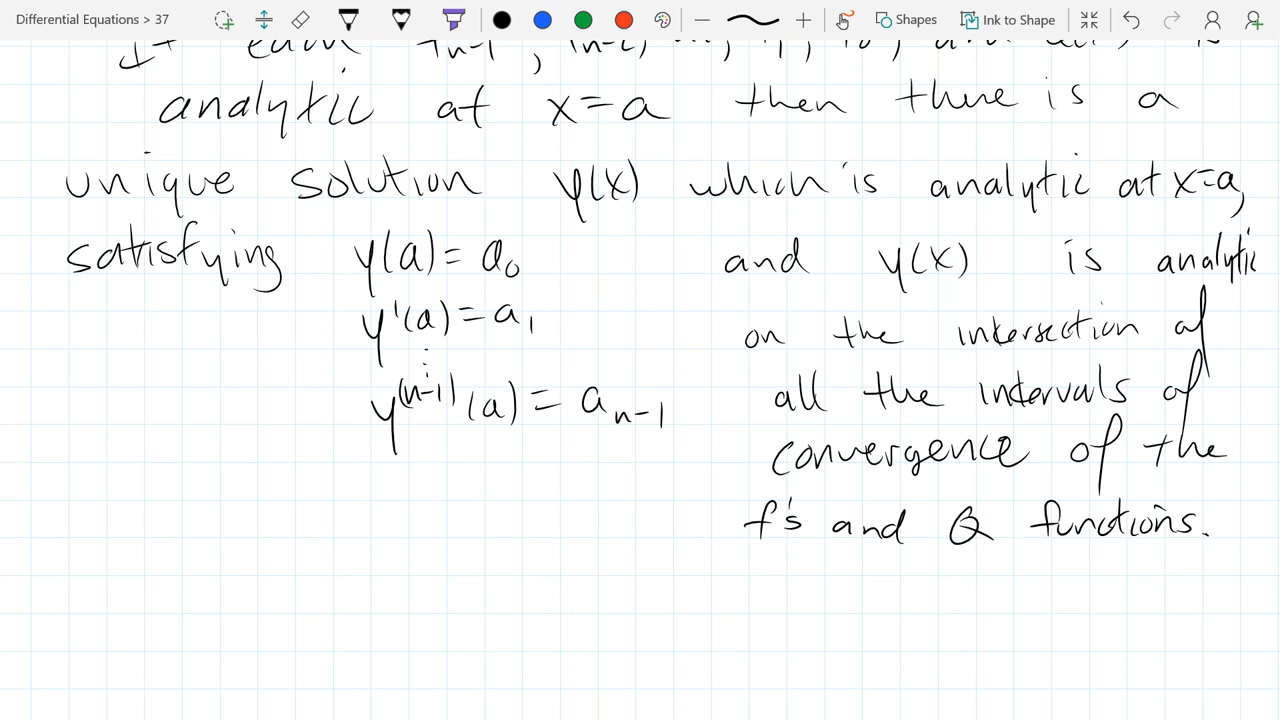 Differential Equations > 37
Shapes
Ink to Shape
analytic at x=a then there is a
unique solution y(x) which is analytic at x=a,
satisfying y(a)=a₀ and y(x) is analytic
y'(a)=a₁ on the intersection of
⋮
y⁽ⁿ⁻¹⁾(a)=aₙ₋₁ all the intervals of
convergence of the
f's and Q functions.